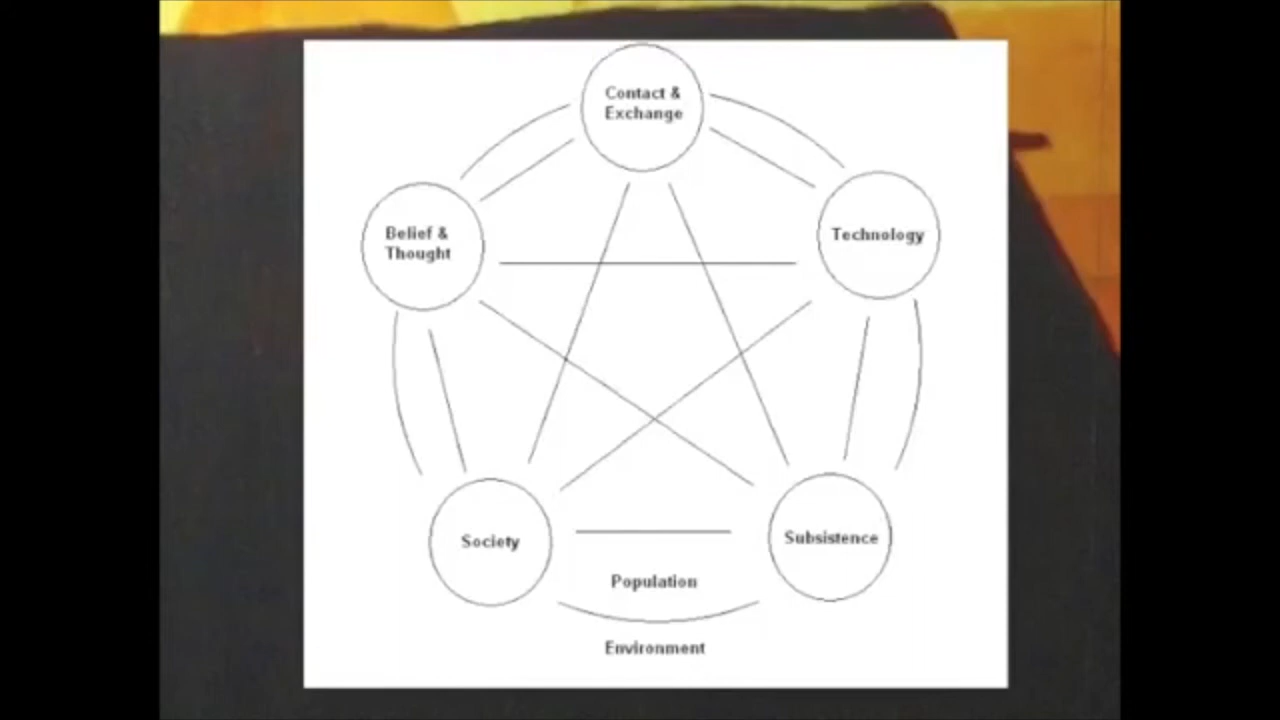 Contact &
Exchange
Belief &
Thought
Technology
Society
Subsistence
Population
Environment